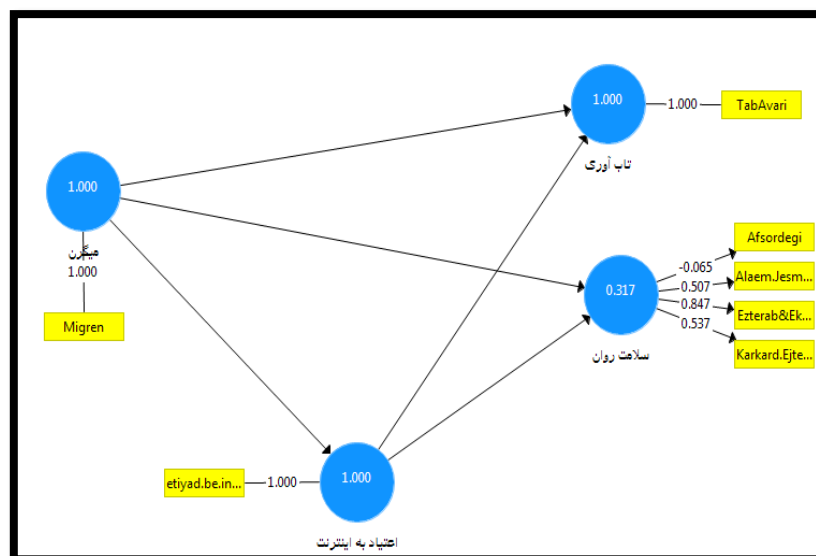 1.000
1.000
TabAvari
تاب آوری
1.000
میگرن
1.000
Migren
Afsordegi
-0.065
Alaem.Jesm...
0.507
0.317
0.847
Ezterab&Ek...
0.537
Karkard.Ejte...
سلامت روان
etiyad.be.in...
1.000
1.000
اعتیاد به اینترنت